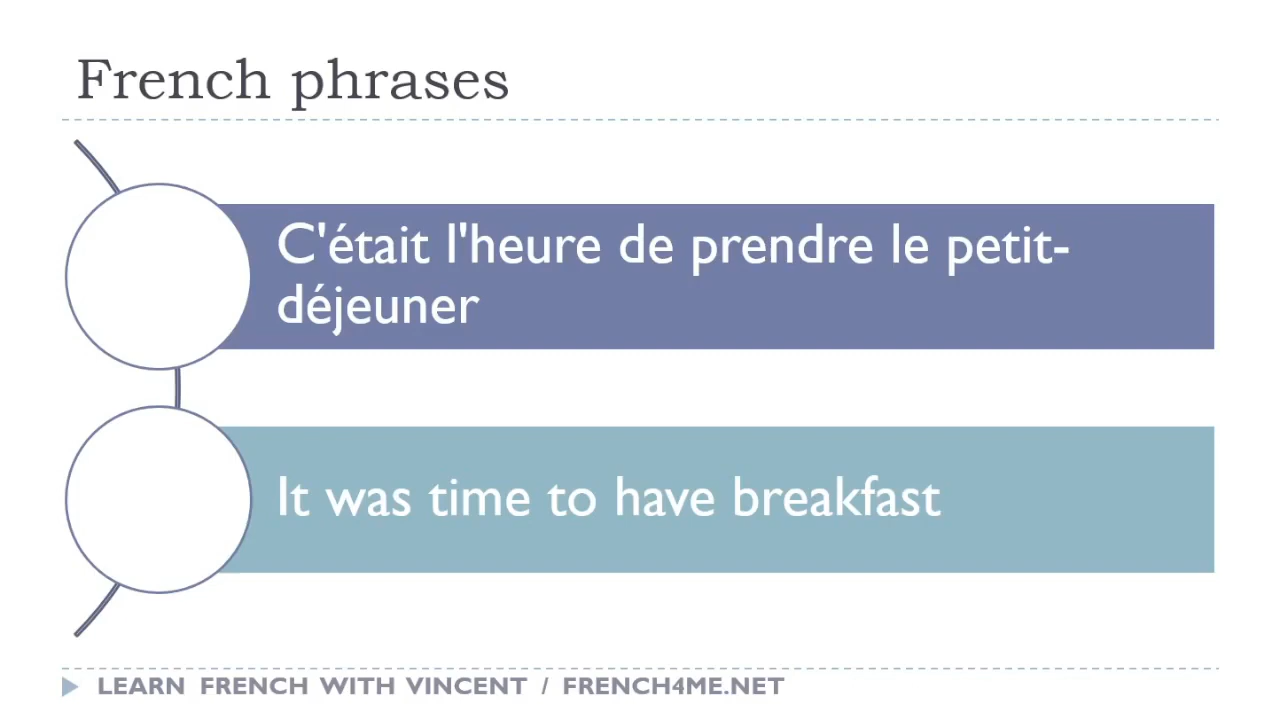 French phrases
C'était l'heure de prendre le petit-
déjeuner
It was time to have breakfast
LEARN FRENCH WITH VINCENT / FRENCH4ME.NET